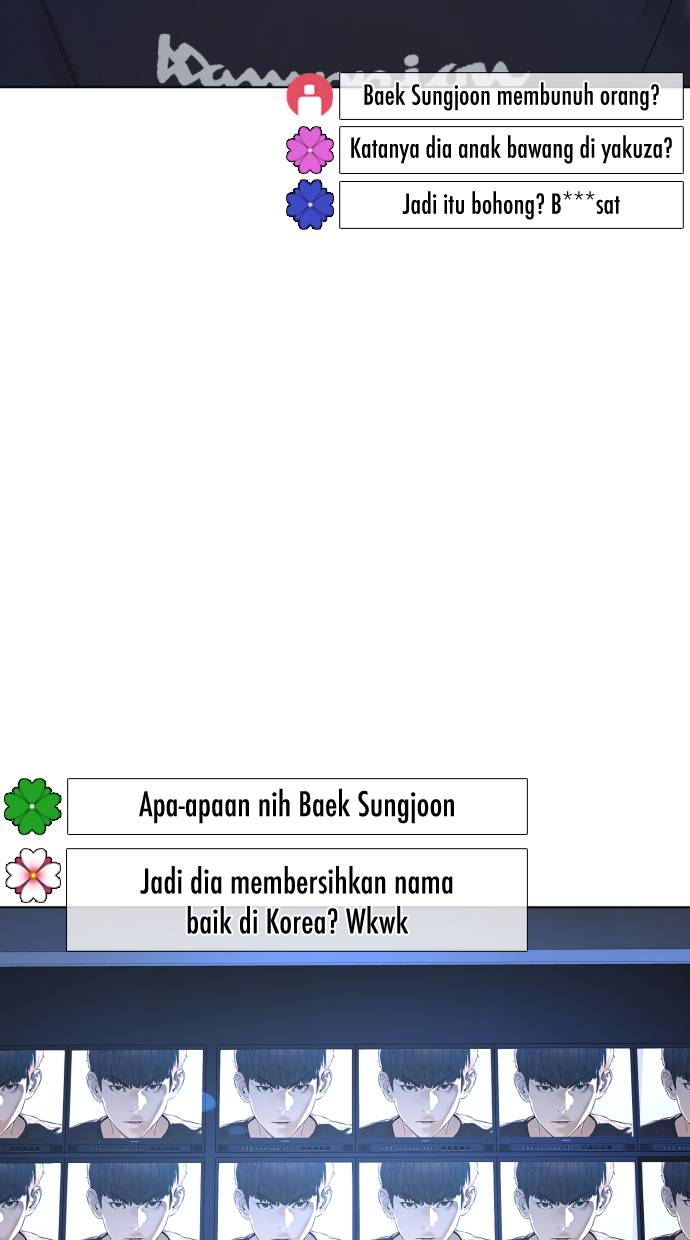 Baek Sungjoon membunuh orang?
Katanya dia anak bawang di yakuza?
Jadi itu bohong? B***sat
Apa-apaan nih Baek Sungjoon
Jadi dia membersihkan nama
baik di Korea? Wkwk